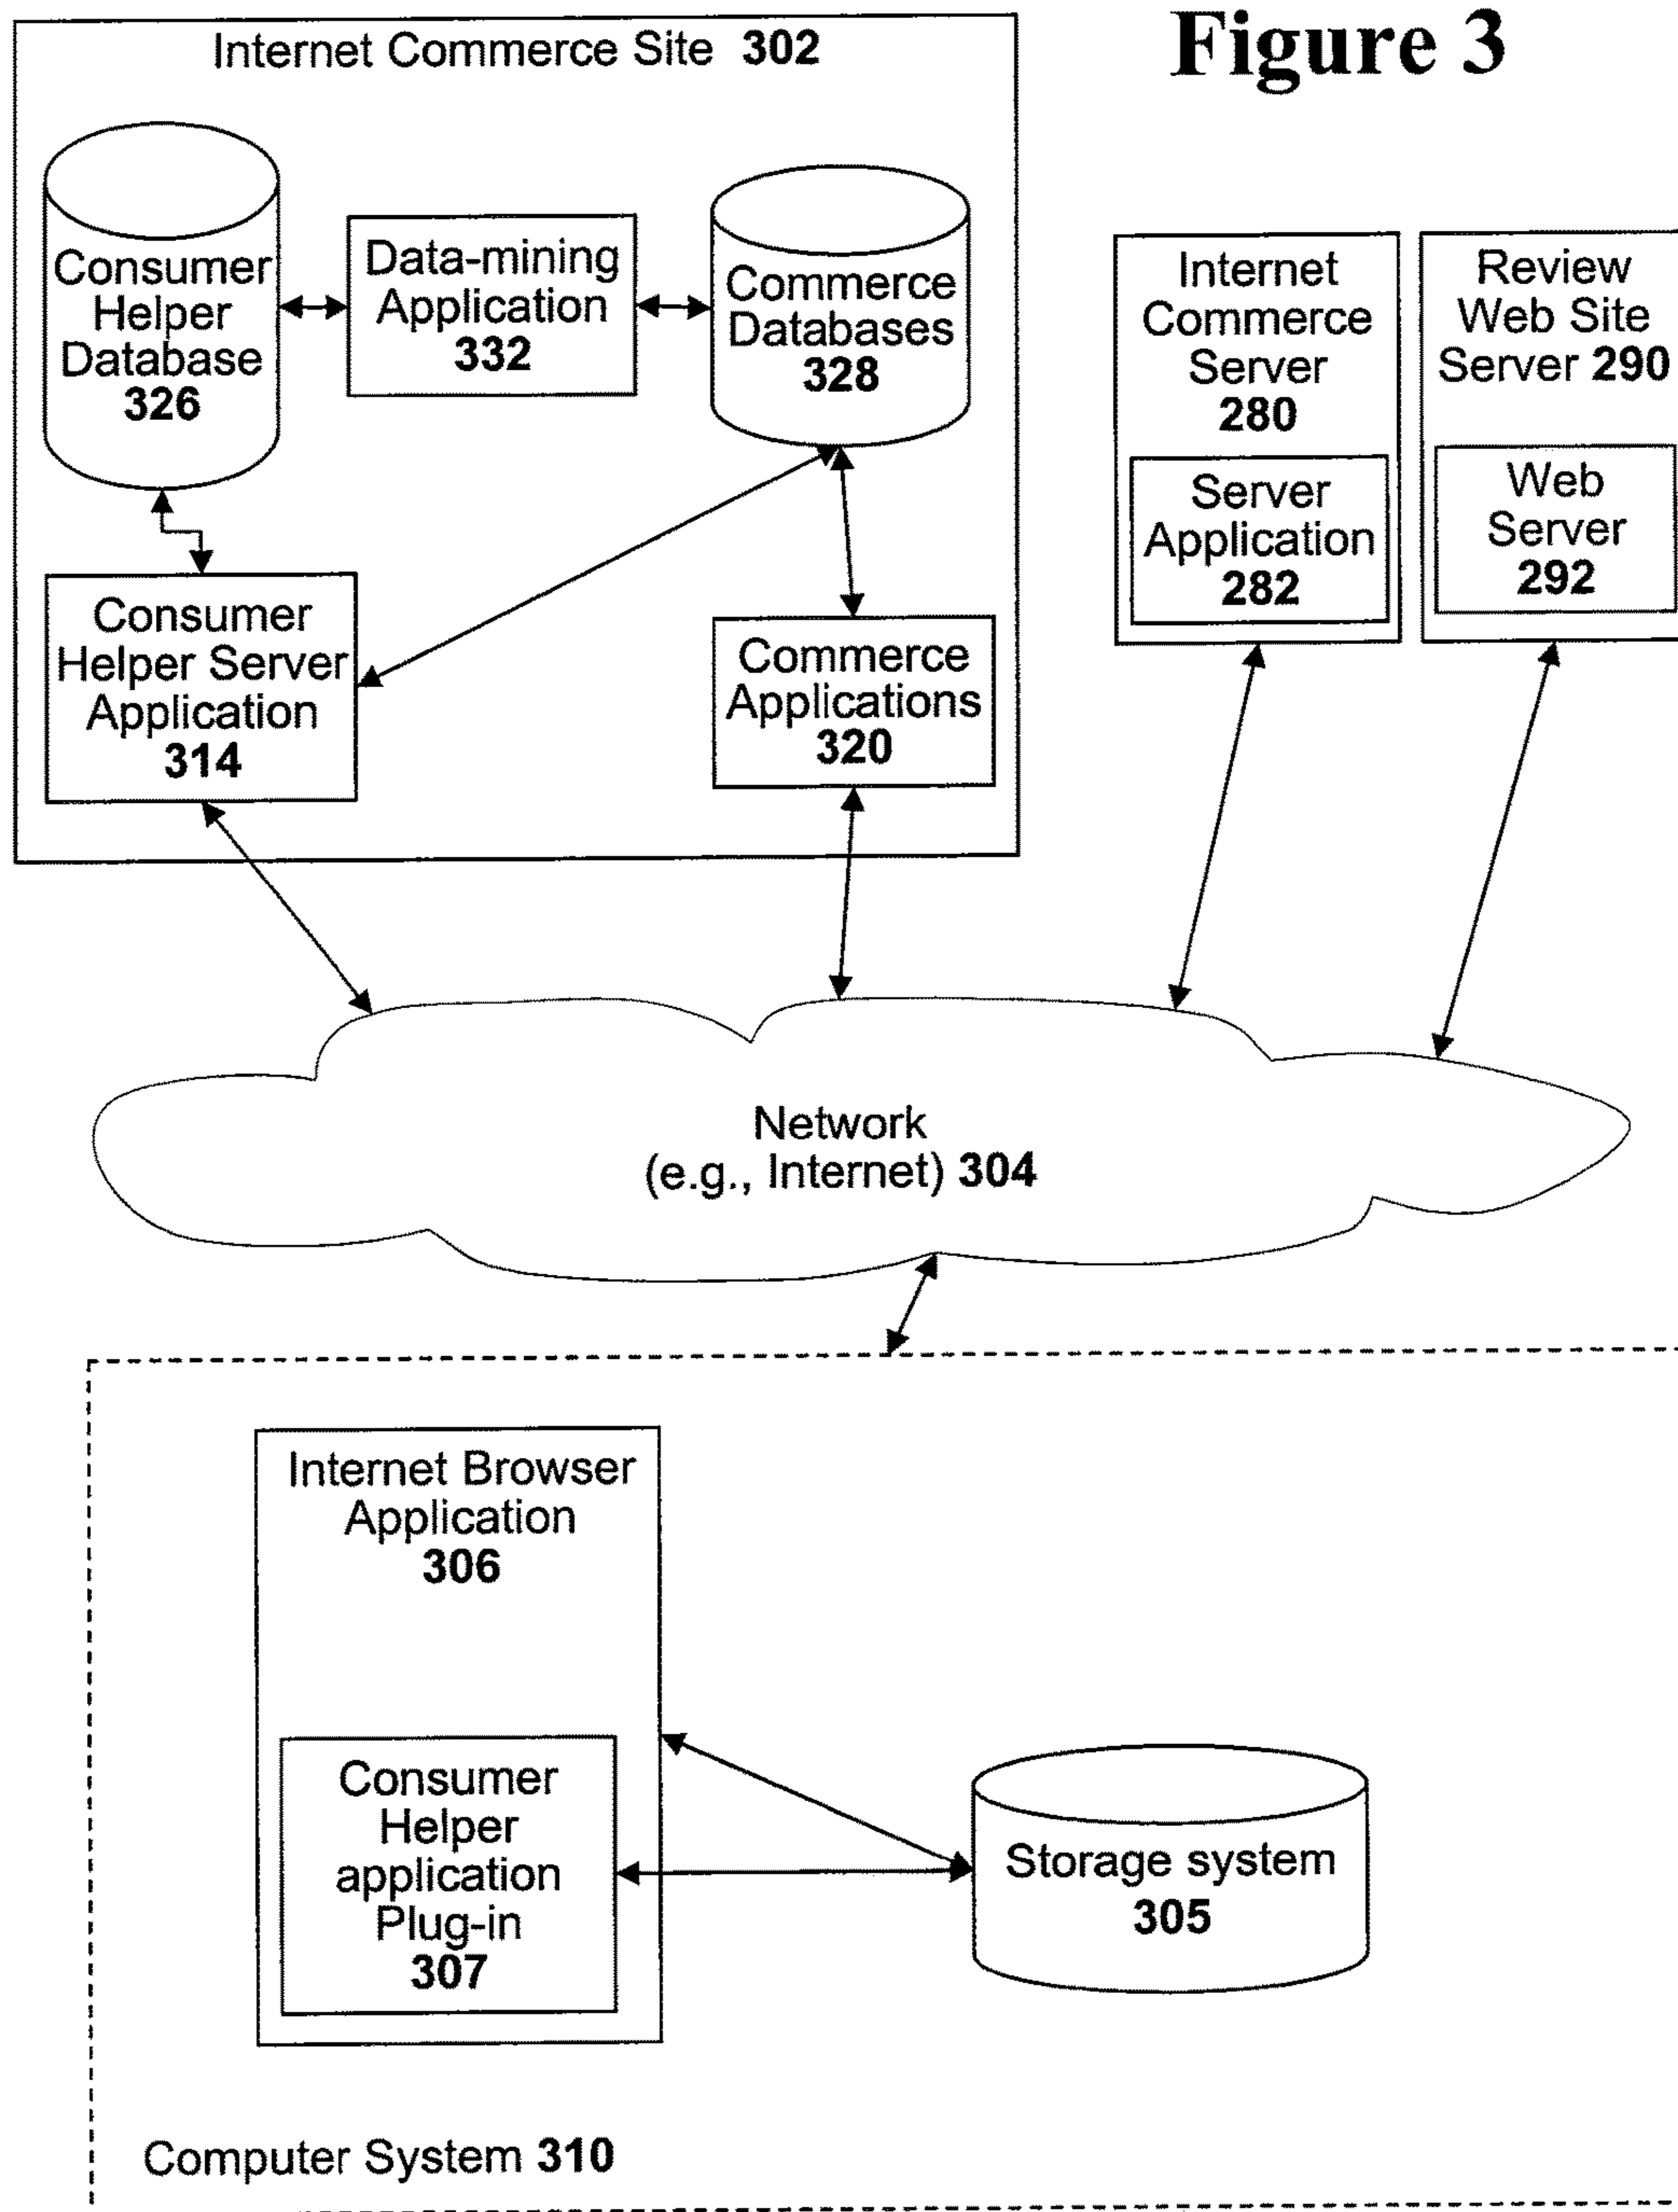 Figure 3
Internet Commerce Site 302
Consumer
Helper
Database
326
Data-mining
Application
332
Commerce
Databases
328
Internet
Commerce
Server
280
Server
Application
282
Review
Web Site
Server 290
Web
Server
292
Consumer
Helper Server
Application
314
Commerce
Applications
320
Network
(e.g., Internet) 304
Internet Browser
Application
306
Consumer
Helper
application
Plug-in
307
Storage system
305
Computer System 310